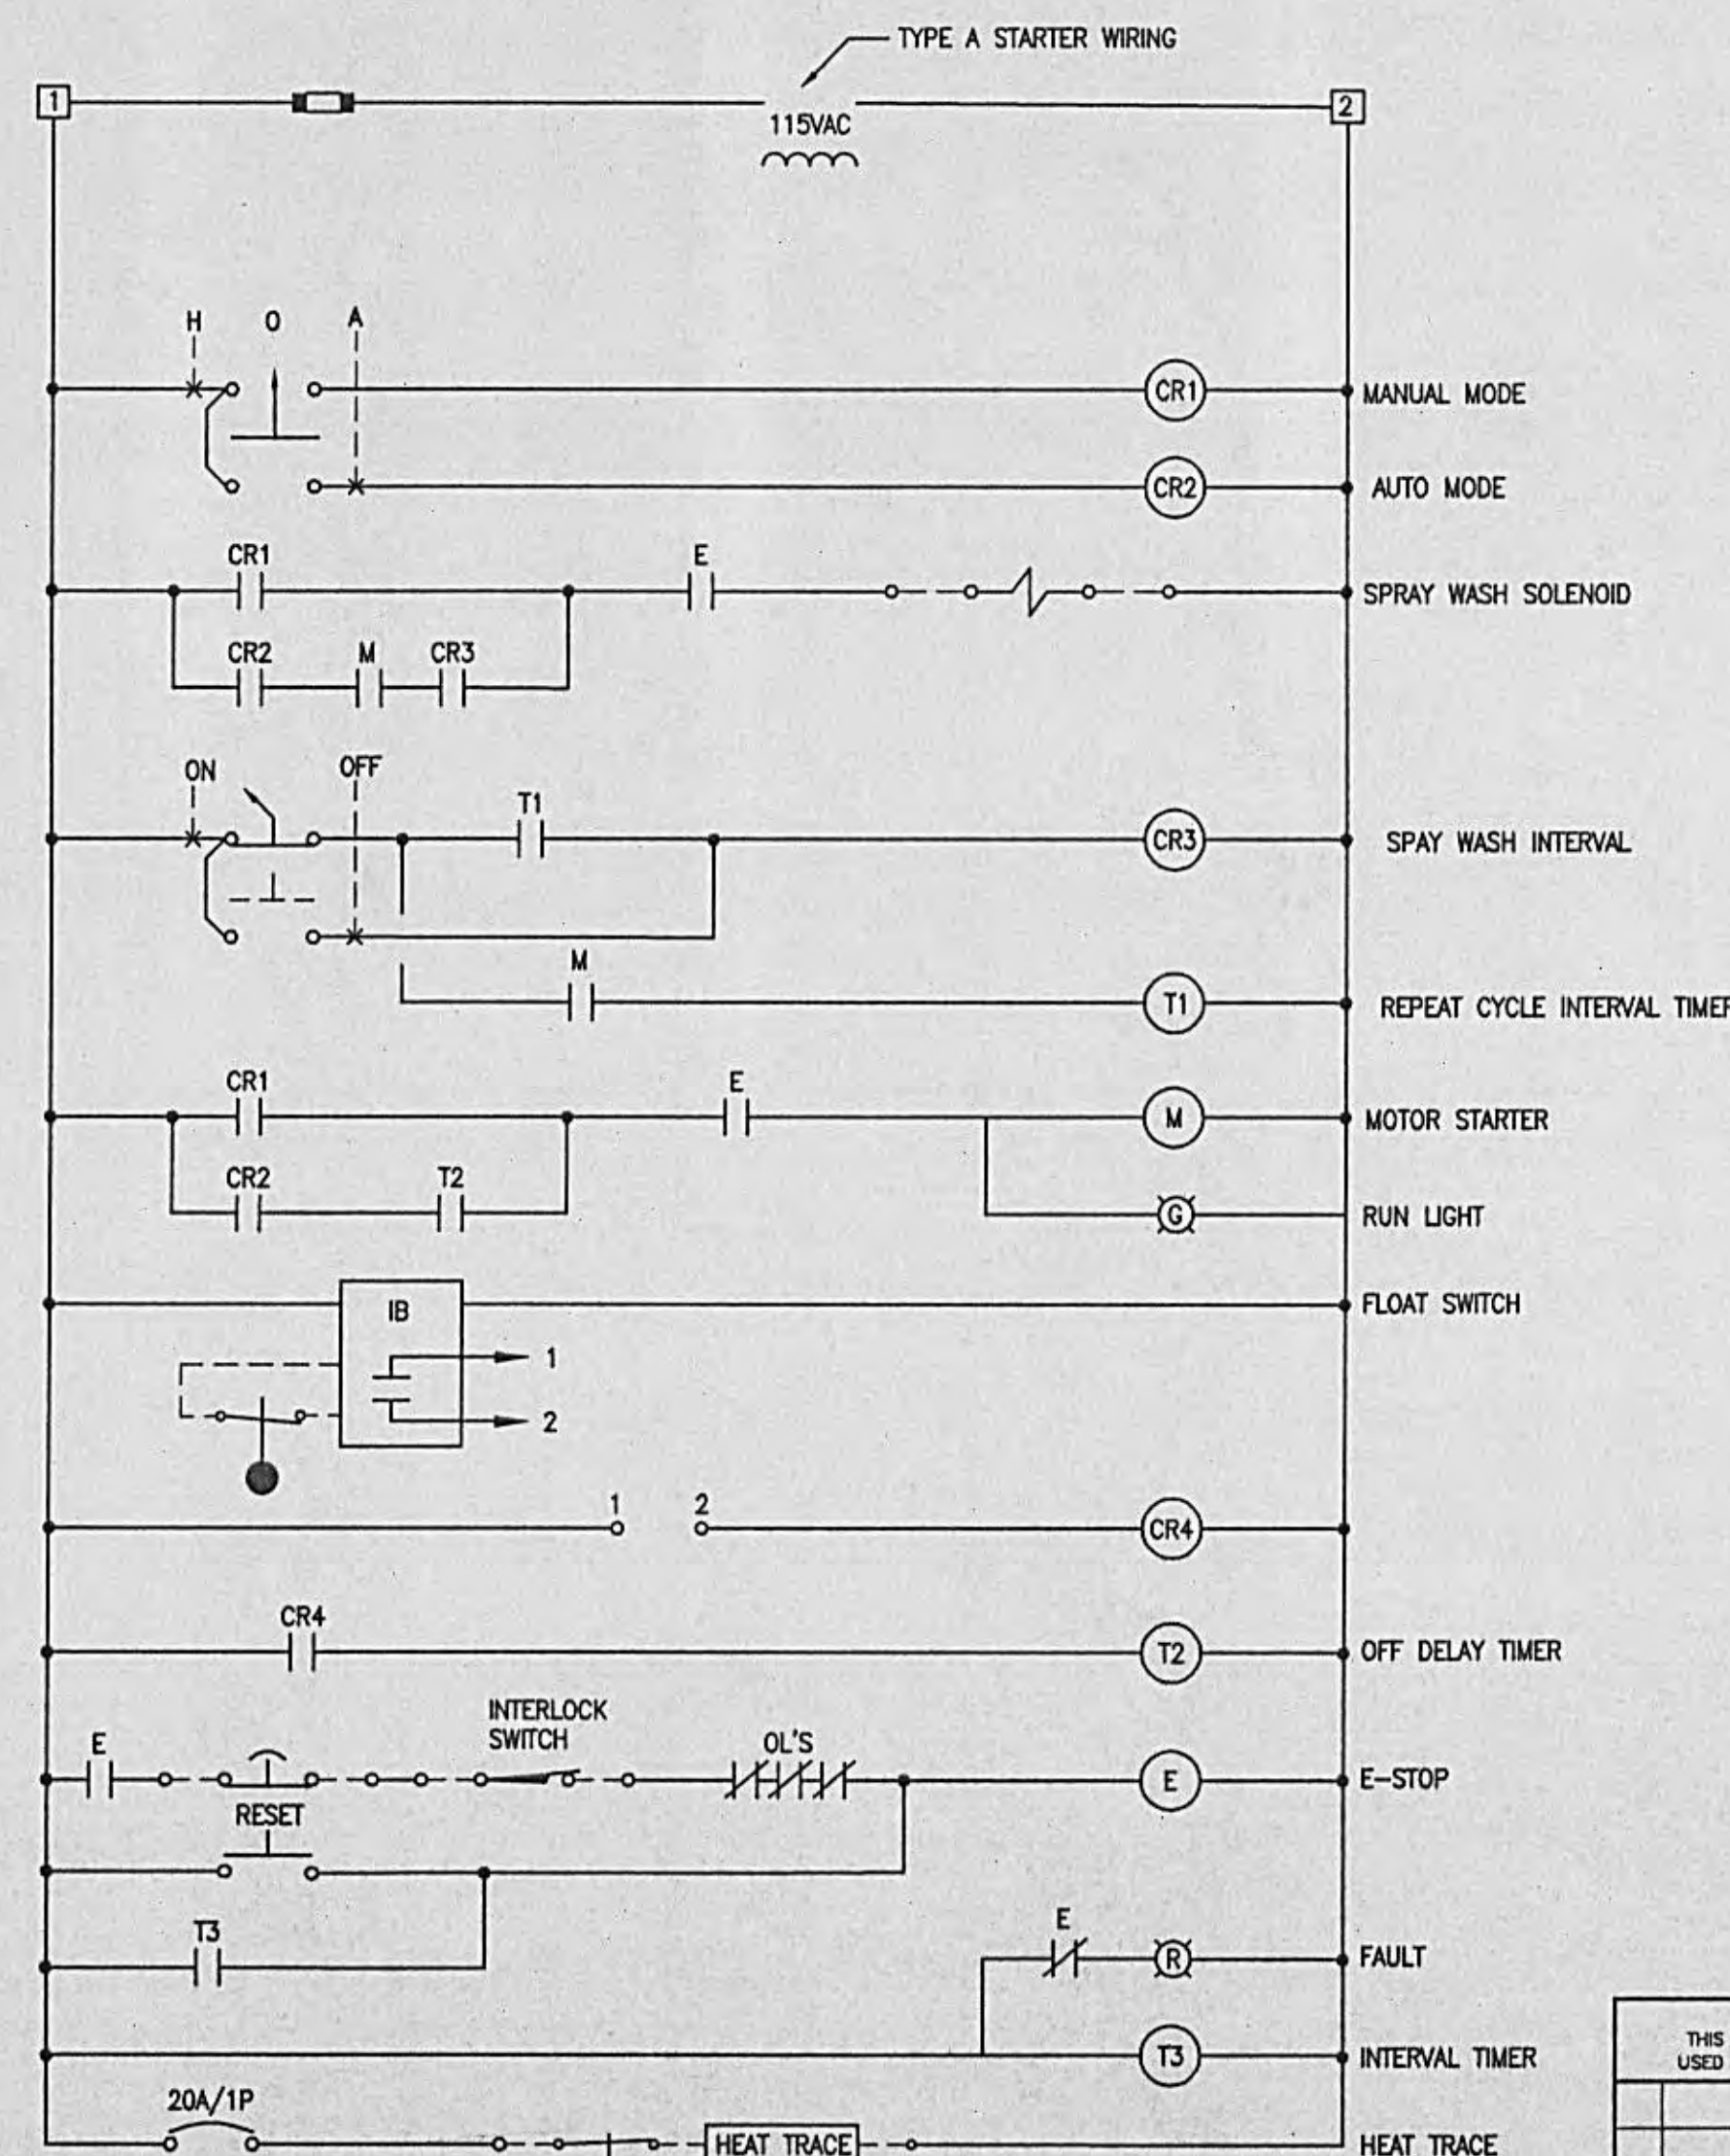 TYPE A STARTER WIRING
1
2
115VAC
H O A
CR1 MANUAL MODE
CR2 AUTO MODE
CR1 E
SPRAY WASH SOLENOID
CR2 M CR3
ON OFF
T1
CR3 SPAY WASH INTERVAL
M
T1 REPEAT CYCLE INTERVAL TIMER
CR1 E
M MOTOR STARTER
CR2 T2
G RUN LIGHT
IB FLOAT SWITCH
1
2
1 2
CR4
CR4
T2 OFF DELAY TIMER
INTERLOCK
SWITCH
E OL'S
E E-STOP
RESET
T3 E
R FAULT
T3 INTERVAL TIMER
20A/1P
HEAT TRACE HEAT TRACE
THIS
USED